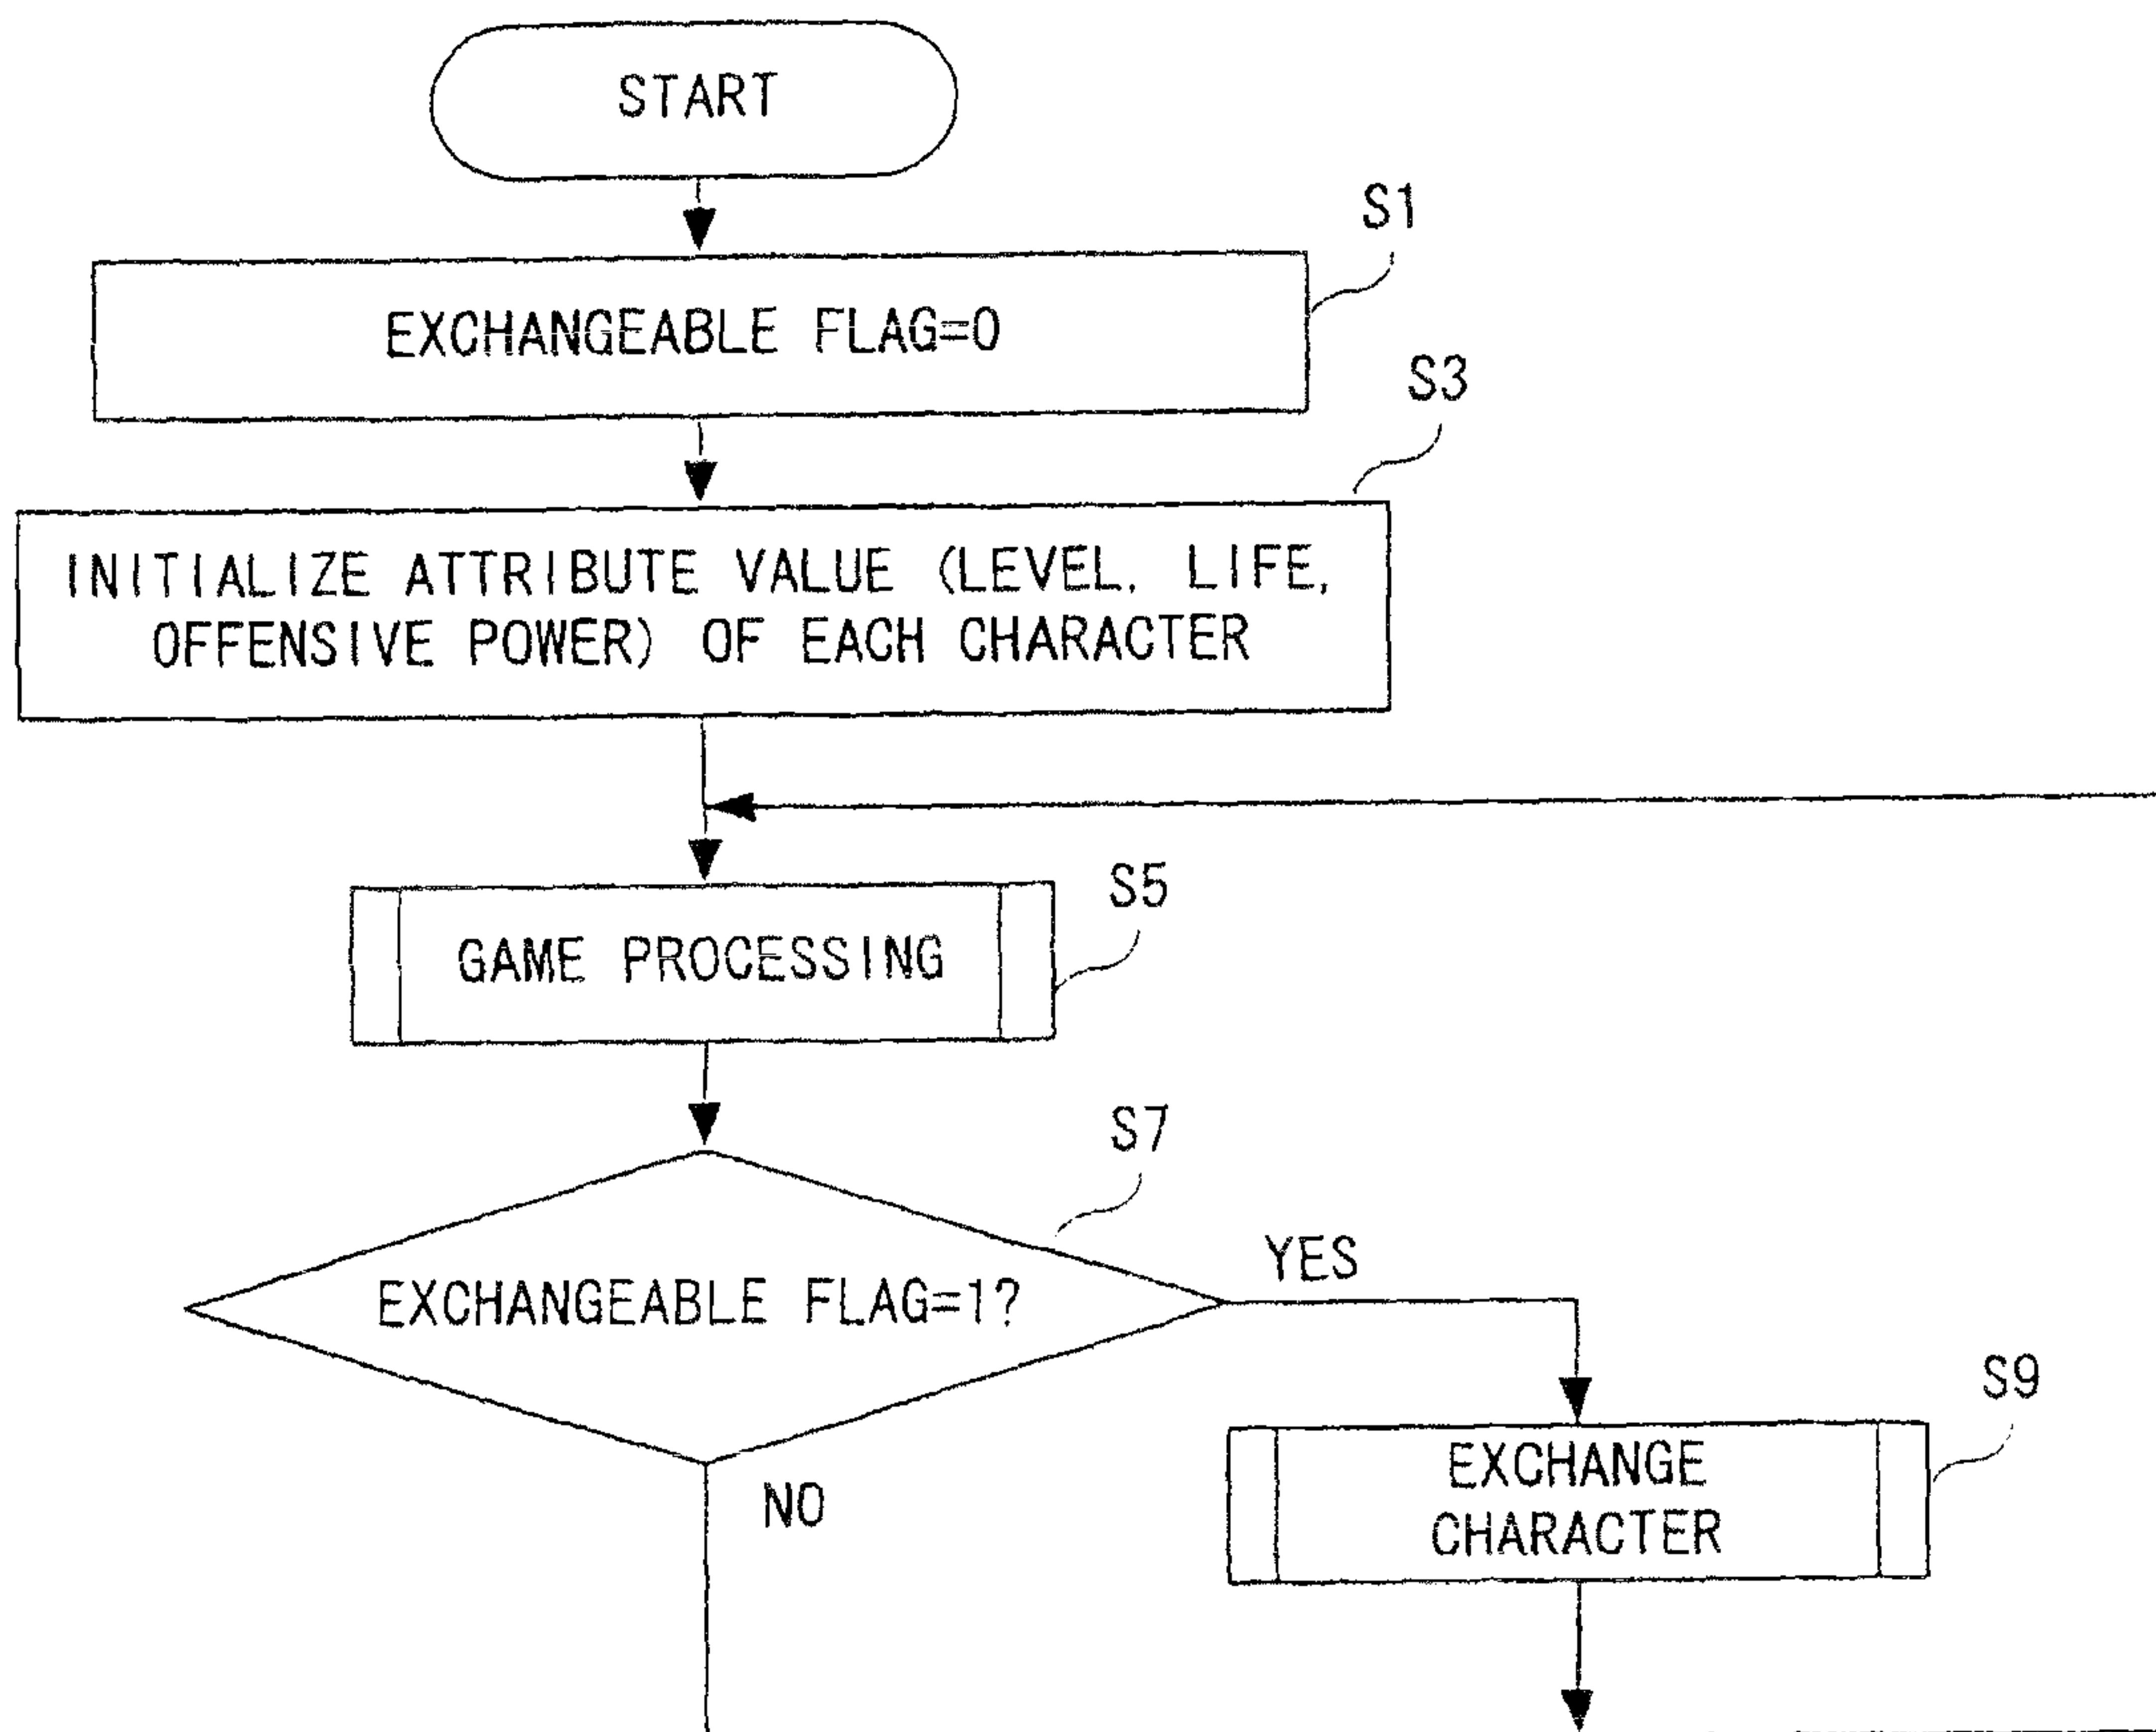 START
S1
EXCHANGEABLE FLAG=0
S3
INITIALIZE ATTRIBUTE VALUE (LEVEL, LIFE,
OFFENSIVE POWER) OF EACH CHARACTER
S5
GAME PROCESSING
S7
EXCHANGEABLE FLAG=1?
YES
S9
EXCHANGE
CHARACTER
NO